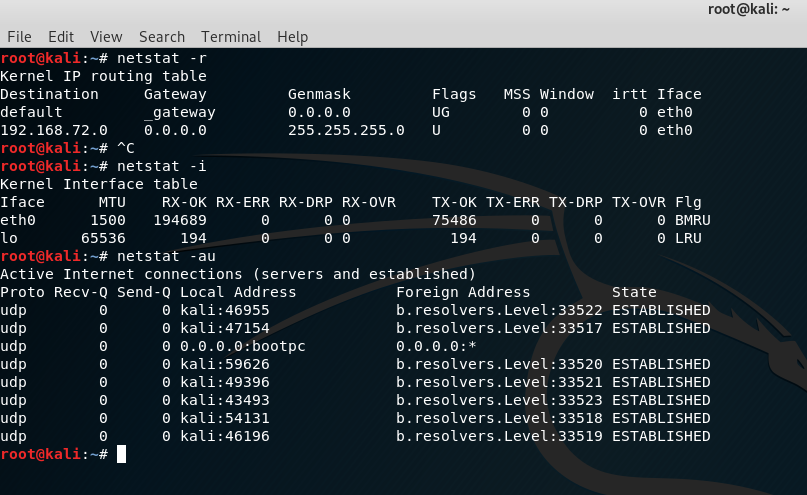 root@kali: ~
File Edit View Search Terminal Help
root@kali:~# netstat -r
Kernel IP routing table
Destination     Gateway         Genmask         Flags   MSS Window  irtt Iface
default         _gateway        0.0.0.0         UG        0 0          0 eth0
192.168.72.0    0.0.0.0         255.255.255.0   U         0 0          0 eth0
root@kali:~# ^C
root@kali:~# netstat -i
Kernel Interface table
Iface      MTU    RX-OK RX-ERR RX-DRP RX-OVR    TX-OK TX-ERR TX-DRP TX-OVR Flg
eth0      1500   194689      0      0 0         75486      0      0      0 BMRU
lo       65536      194      0      0 0           194      0      0      0 LRU
root@kali:~# netstat -au
Active Internet connections (servers and established)
Proto Recv-Q Send-Q Local Address           Foreign Address         State
udp        0      0 kali:46955              b.resolvers.Level:33522 ESTABLISHED
udp        0      0 kali:47154              b.resolvers.Level:33517 ESTABLISHED
udp        0      0 0.0.0.0:bootpc          0.0.0.0:*
udp        0      0 kali:59626              b.resolvers.Level:33520 ESTABLISHED
udp        0      0 kali:49396              b.resolvers.Level:33521 ESTABLISHED
udp        0      0 kali:43493              b.resolvers.Level:33523 ESTABLISHED
udp        0      0 kali:54131              b.resolvers.Level:33518 ESTABLISHED
udp        0      0 kali:46196              b.resolvers.Level:33519 ESTABLISHED
root@kali:~#